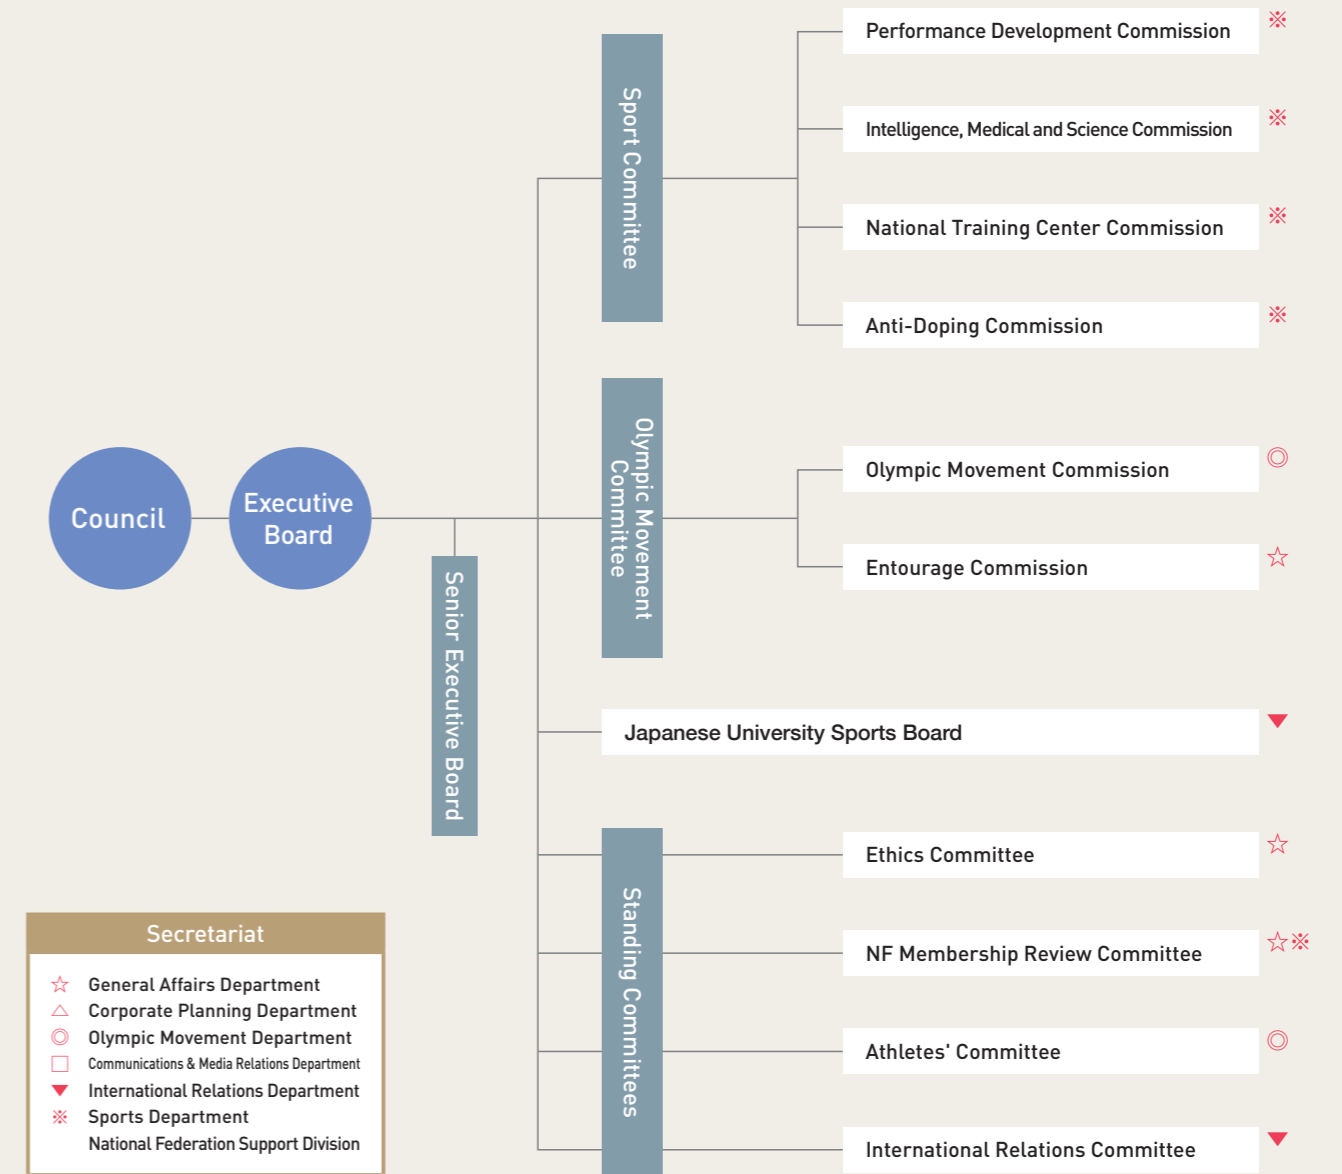 Council
Executive
Board
Senior Executive Board
Sport Committee
Performance Development Commission ※
Intelligence, Medical and Science Commission ※
National Training Center Commission ※
Anti-Doping Commission ※
Olympic Movement
Committee
Olympic Movement Commission ◎
Entourage Commission ☆
Japanese University Sports Board ▼
Standing Committees
Ethics Committee ☆
NF Membership Review Committee ☆※
Athletes' Committee ◎
International Relations Committee ▼
Secretariat
☆ General Affairs Department
△ Corporate Planning Department
◎ Olympic Movement Department
□ Communications & Media Relations Department
▼ International Relations Department
※ Sports Department
National Federation Support Division